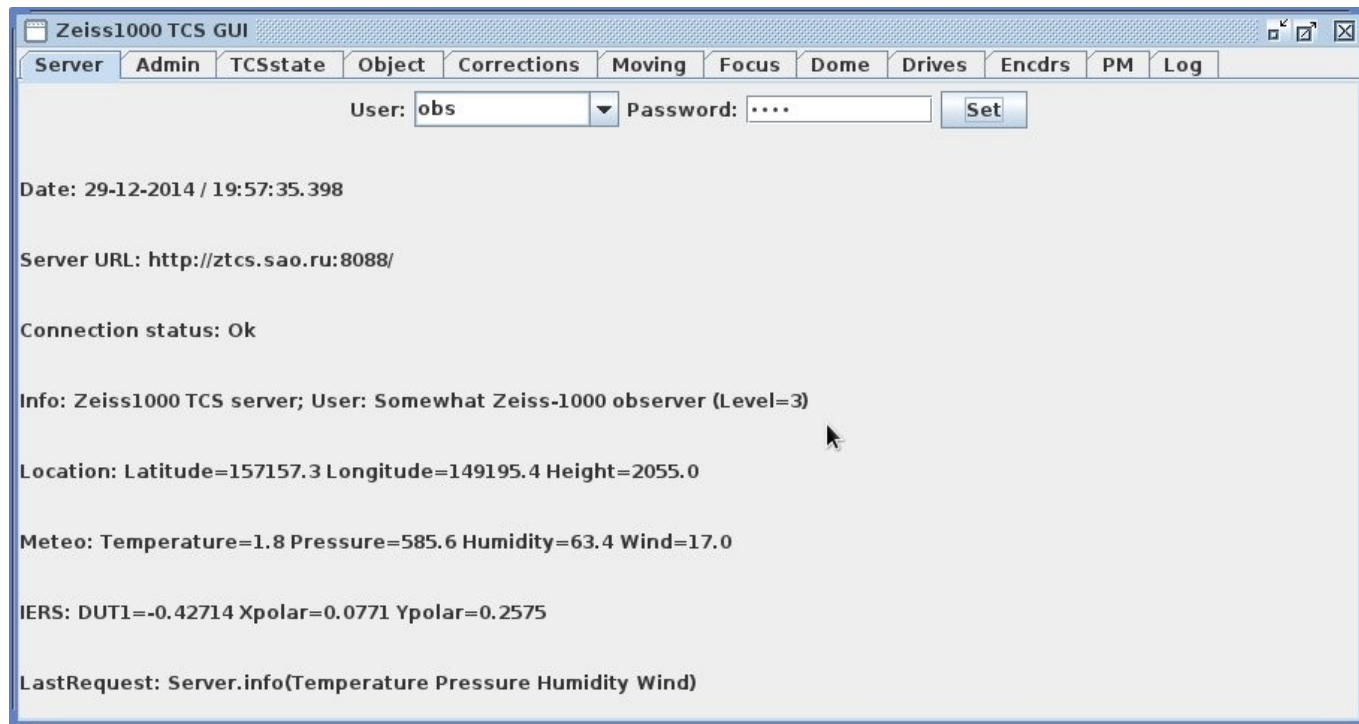 Zeiss1000 TCS GUI
Server Admin TCSstate Object Corrections Moving Focus Dome Drives Encdrs PM Log
User: obs Password: •••• Set
Date: 29-12-2014 / 19:57:35.398
Server URL: http://ztcs.sao.ru:8088/
Connection status: Ok
Info: Zeiss1000 TCS server; User: Somewhat Zeiss-1000 observer (Level=3)
Location: Latitude=157157.3 Longitude=149195.4 Height=2055.0
Meteo: Temperature=1.8 Pressure=585.6 Humidity=63.4 Wind=17.0
IERS: DUT1=-0.42714 Xpolar=0.0771 Ypolar=0.2575
LastRequest: Server.info(Temperature Pressure Humidity Wind)